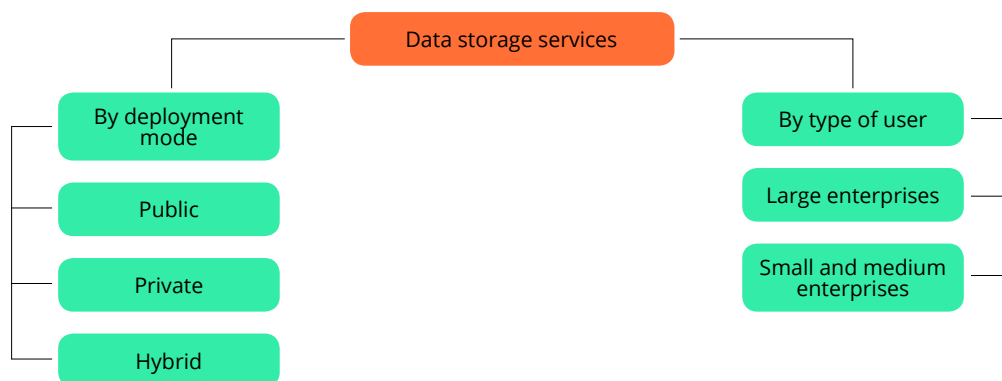 Data storage services
By deployment
mode
Public
Private
Hybrid
By type of user
Large enterprises
Small and medium
enterprises